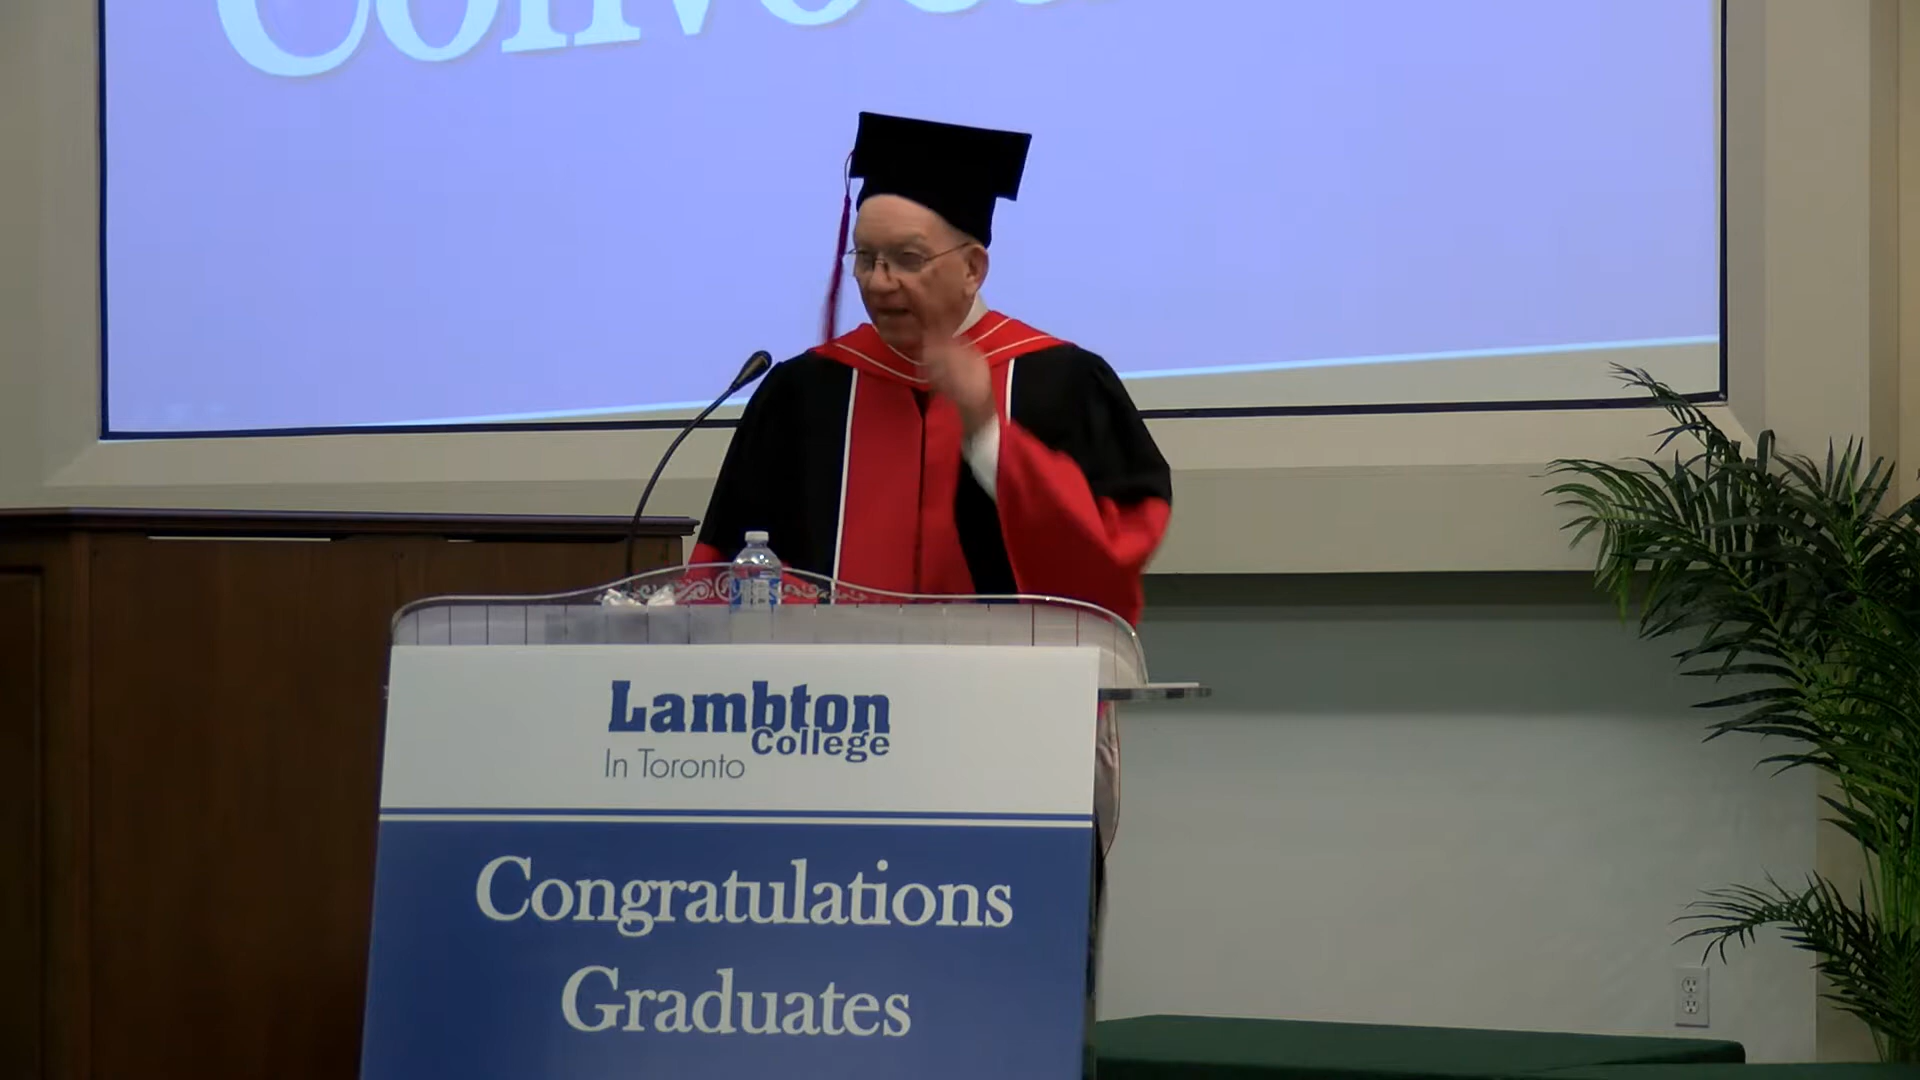 Lambton
College
In Toronto
Congratulations
Graduates